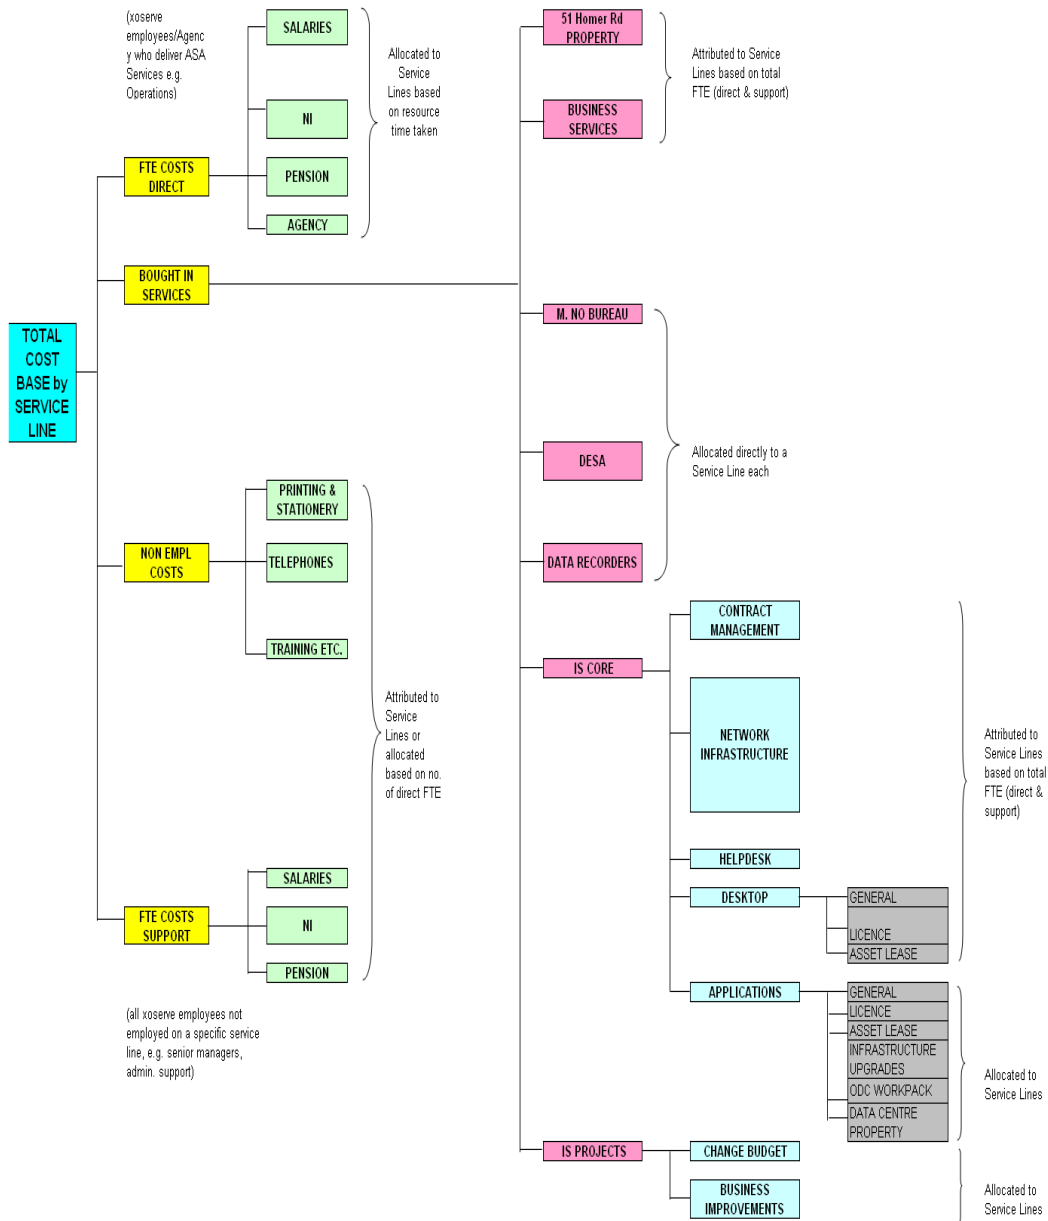 (xoserve
employees/Agenc
y who deliver ASA
Services e.g.
Operations)
SALARIES
NI
PENSION
AGENCY
Allocated to
Service
Lines based
on resource
time taken
FTE COSTS
DIRECT
BOUGHT IN
SERVICES
TOTAL
COST
BASE by
SERVICE
LINE
NON EMPL
COSTS
PRINTING &
STATIONERY
TELEPHONES
TRAINING ETC.
Attributed to
Service
Lines or
allocated
based on no.
of direct FTE
FTE COSTS
SUPPORT
SALARIES
NI
PENSION
(all xoserve employees not
employed on a specific service
line, e.g. senior managers,
admin. support)
51 Homer Rd
PROPERTY
BUSINESS
SERVICES
Attributed to Service
Lines based on total
FTE (direct & support)
M. NO BUREAU
DESA
DATA RECORDERS
Allocated directly to a
Service Line each
IS CORE
CONTRACT
MANAGEMENT
NETWORK
INFRASTRUCTURE
HELPDESK
DESKTOP
GENERAL
LICENCE
ASSET LEASE
Attributed to
Service Lines
based on total
FTE (direct &
support)
APPLICATIONS
GENERAL
LICENCE
ASSET LEASE
INFRASTRUCTURE
UPGRADES
ODC WORKPACK
DATA CENTRE
PROPERTY
Allocated to
Service Lines
IS PROJECTS
CHANGE BUDGET
BUSINESS
IMPROVEMENTS
Allocated to
Service Lines